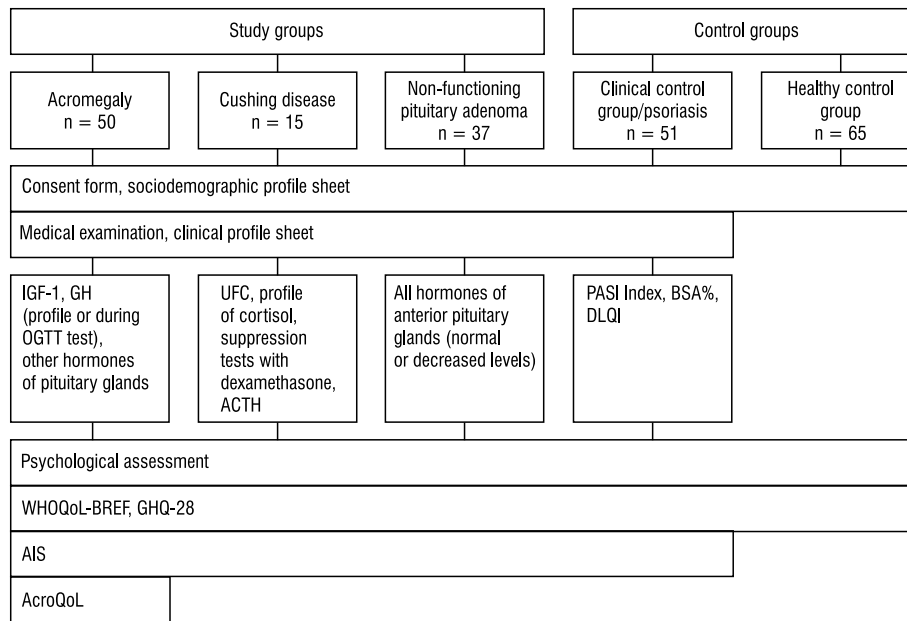 Study groups
Control groups
Acromegaly
n = 50
Cushing disease
n = 15
Non-functioning
pituitary adenoma
n = 37
Clinical control
group/psoriasis
n = 51
Healthy control
group
n = 65
Consent form, sociodemographic profile sheet
Medical examination, clinical profile sheet
IGF-1, GH
(profile or during
OGTT test),
other hormones
of pituitary glands
UFC, profile
of cortisol,
suppression
tests with
dexamethasone,
ACTH
All hormones of
anterior pituitary
glands (normal
or decreased levels)
PASI Index, BSA%,
DLQI
Psychological assessment
WHOQoL-BREF, GHQ-28
AIS
AcroQoL